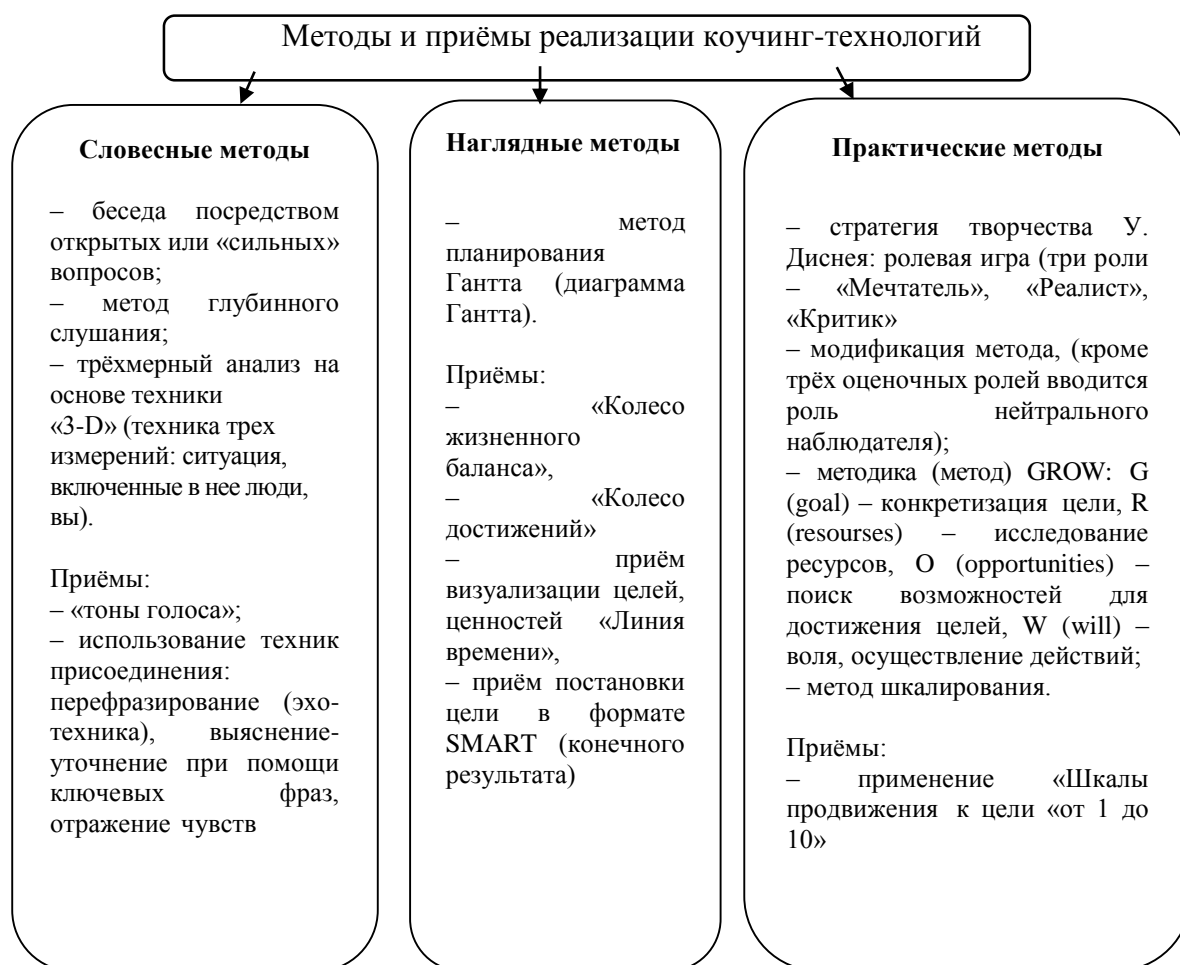 Методы и приёмы реализации коучинг-технологий
Словесные методы
– беседа посредством
открытых или «сильных»
вопросов;
– метод глубинного
слушания;
– трёхмерный анализ на
основе техники
«3-D» (техника трех
измерений: ситуация,
включенные в нее люди,
вы).
Приёмы:
– «тоны голоса»;
– использование техник
присоединения:
перефразирование (эхо-
техника), выяснение-
уточнение при помощи
ключевых фраз,
отражение чувств
Наглядные методы
– метод
планирования
Гантта (диаграмма
Гантта).
Приёмы:
– «Колесо
жизненного
баланса»,
– «Колесо
достижений»
– приём
визуализации целей,
ценностей «Линия
времени»,
– приём постановки
цели в формате
SMART (конечного
результата)
Практические методы
– стратегия творчества У.
Диснея: ролевая игра (три роли
– «Мечтатель», «Реалист»,
«Критик»
– модификация метода, (кроме
трёх оценочных ролей вводится
роль нейтрального
наблюдателя);
– методика (метод) GROW: G
(goal) – конкретизация цели, R
(resourses) – исследование
ресурсов, O (opportunities) –
поиск возможностей для
достижения целей, W (will) –
воля, осуществление действий;
– метод шкалирования.
Приёмы:
– применение «Шкалы
продвижения к цели «от 1 до
10»